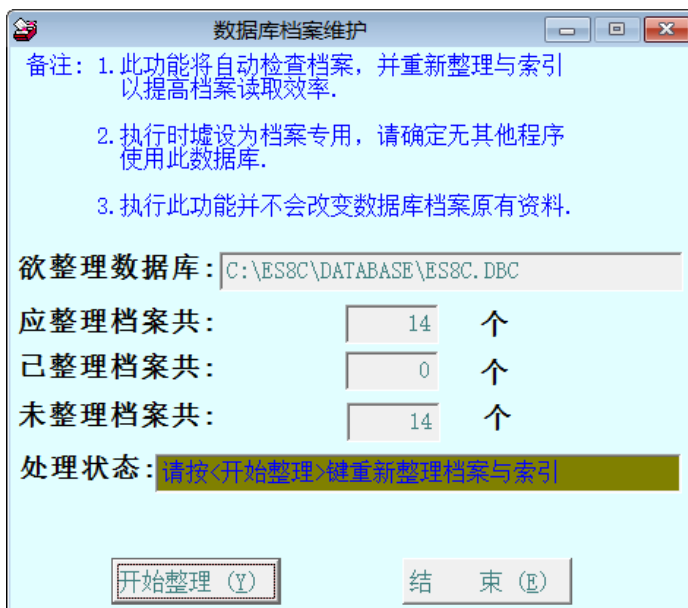 数据库档案维护
备注: 1.此功能将自动检查档案，并重新整理与索引
以提高档案读取效率.
2.执行时墟设为档案专用，请确定无其他程序
使用此数据库.
3.执行此功能并不会改变数据库档案原有资料.
欲整理数据库: C:\ES8C\DATABASE\ES8C.DBC
应整理档案共: 14 个
已整理档案共: 0 个
未整理档案共: 14 个
处理状态: 请按<开始整理>键重新整理档案与索引
开始整理 (Y) 结 束 (E)